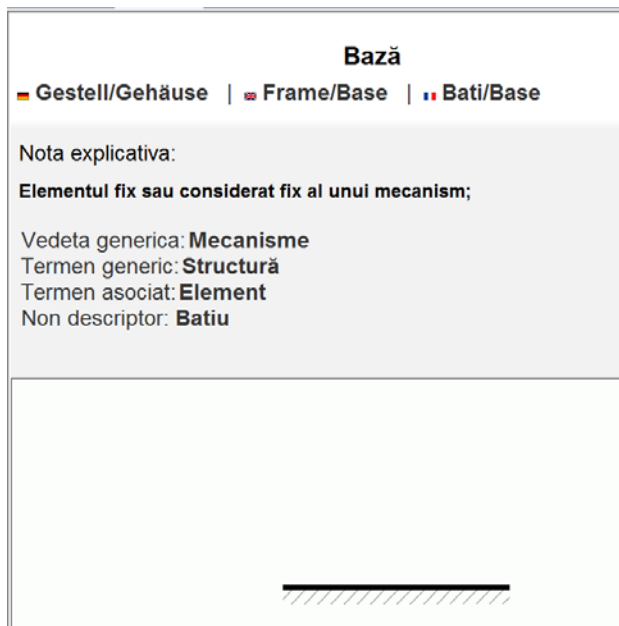 Bază
Gestell/Gehäuse | Frame/Base | Bati/Base
Nota explicativa:
Elementul fix sau considerat fix al unui mecanism;
Vedeta generica: Mecanisme
Termen generic: Structură
Termen asociat: Element
Non descriptor: Batiu